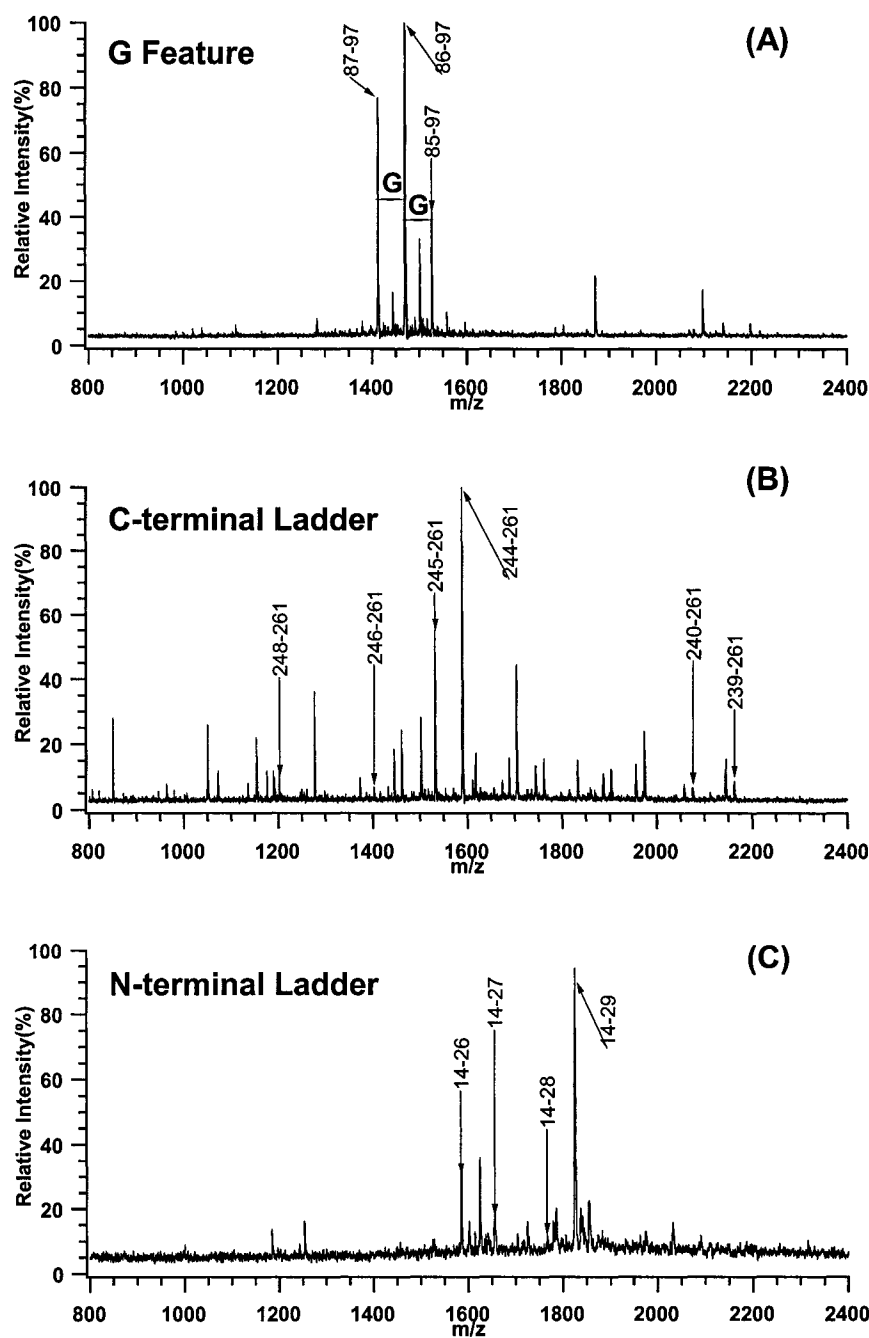 G Feature
(A)
87-97
86-97
85-97
G
G
Relative Intensity(%)
100
80
60
40
20
0
800 1000 1200 1400 1600 1800 2000 2200 2400
m/z
C-terminal Ladder
(B)
248-261
246-261
245-261
244-261
240-261
239-261
Relative Intensity(%)
100
80
60
40
20
0
800 1000 1200 1400 1600 1800 2000 2200 2400
m/z
N-terminal Ladder
(C)
14-26
14-27
14-28
14-29
Relative Intensity(%)
100
80
60
40
20
0
800 1000 1200 1400 1600 1800 2000 2200 2400
m/z